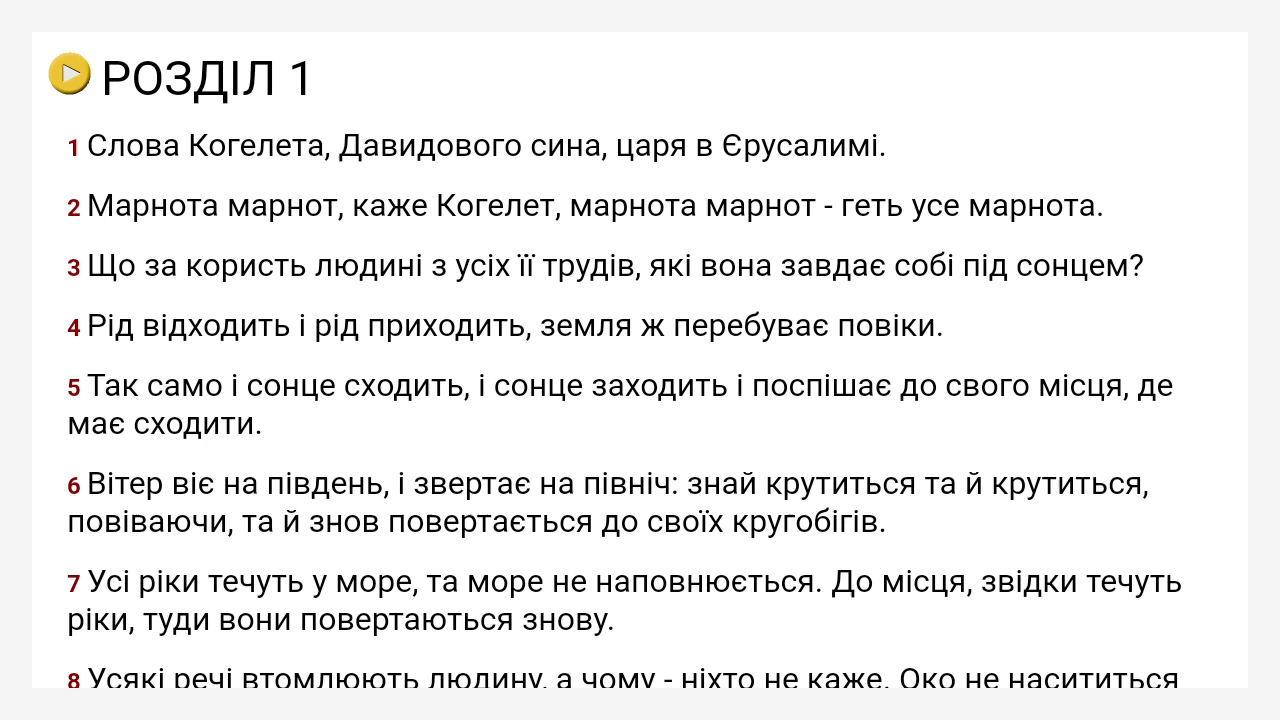 РОЗДІЛ 1
1 Слова Когелета, Давидового сина, царя в Єрусалимі.
2 Марнота марнот, каже Когелет, марнота марнот - геть усе марнота.
3 Що за користь людині з усіх її трудів, які вона завдає собі під сонцем?
4 Рід відходить і рід приходить, земля ж перебуває повіки.
5 Так само і сонце сходить, і сонце заходить і поспішає до свого місця, де
має сходити.
6 Вітер віє на південь, і звертає на північ: знай крутиться та й крутиться,
повіваючи, та й знов повертається до своїх кругобігів.
7 Усі ріки течуть у море, та море не наповнюється. До місця, звідки течуть
ріки, туди вони повертаються знову.
8 Усякі речі втомлюють людину, а чому - ніхто не каже. Око не насититься